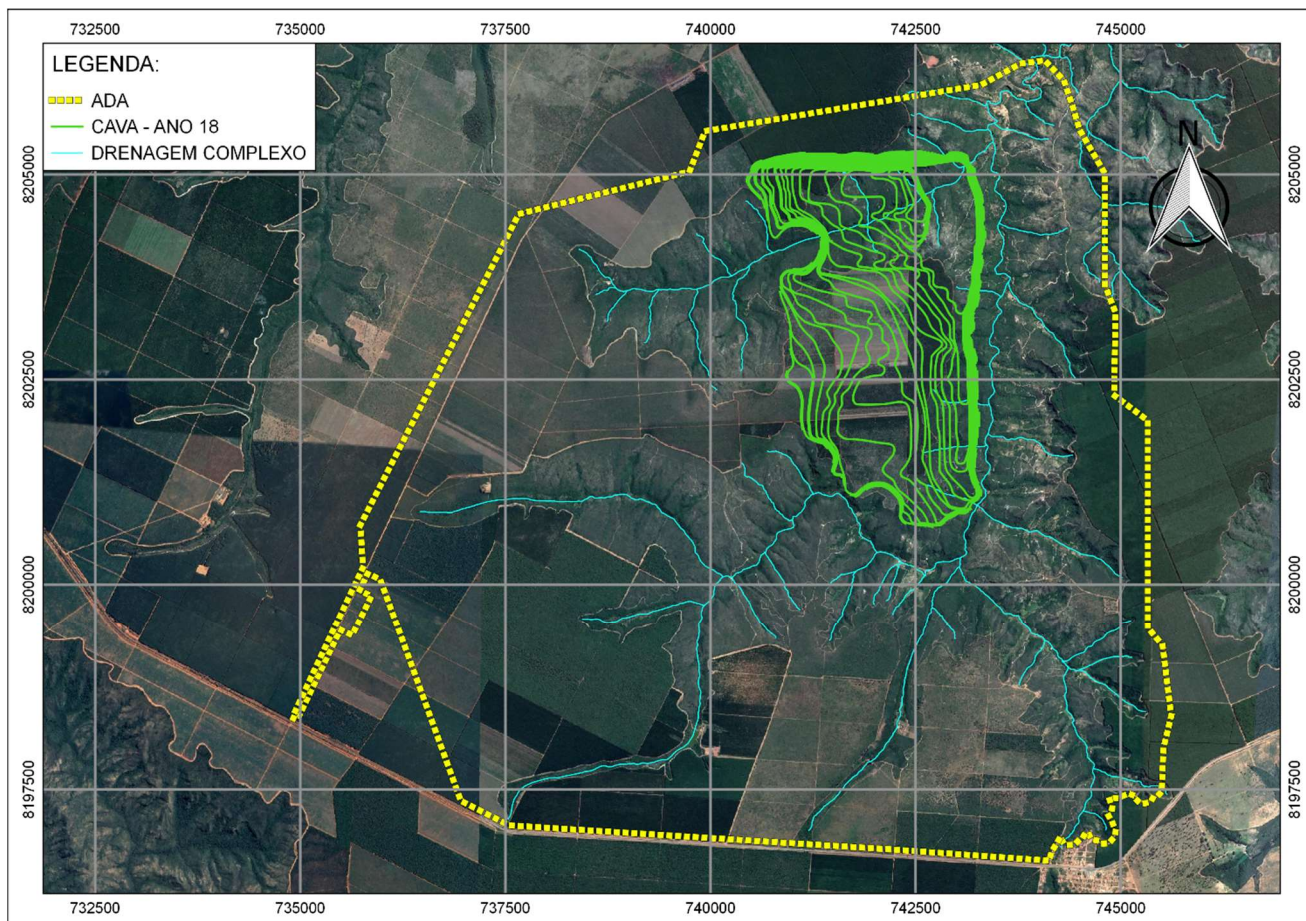 732500 735000 737500 740000 742500 745000
LEGENDA:
ADA
CAVA - ANO 18
DRENAGEM COMPLEXO
N
8205000 8205000
8202500 8202500
8200000 8200000
8197500 8197500
732500 735000 737500 740000 742500 745000